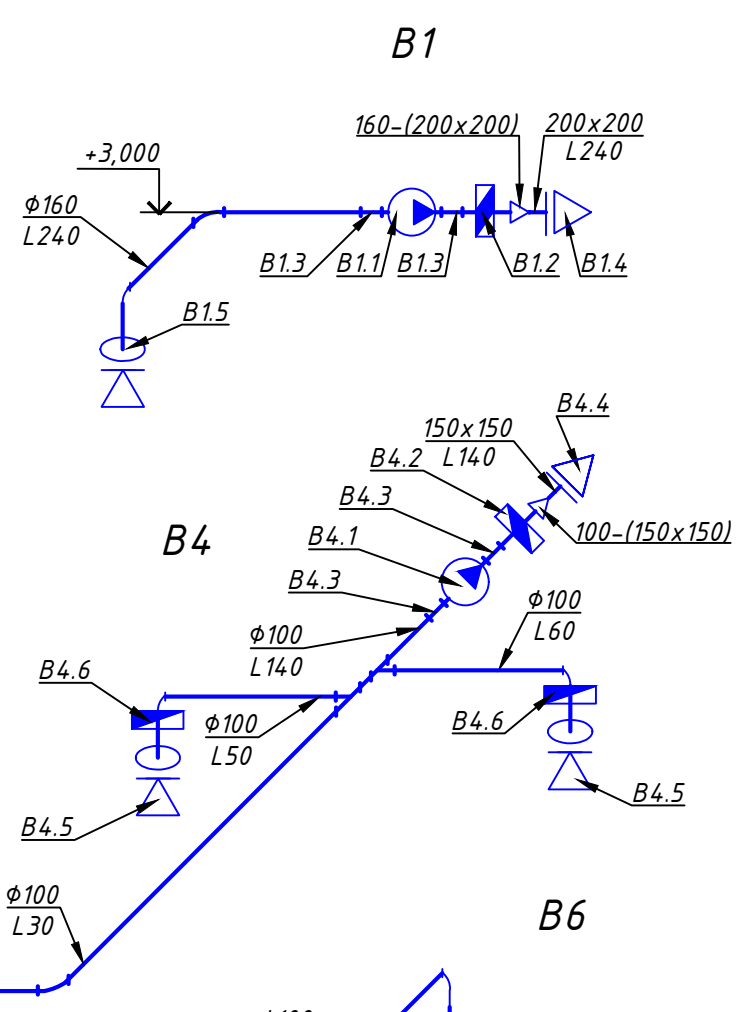 В1
160-(200х200)
200х200
L240
+3,000
Ф160
L240
В1.3
В1.1
В1.3
В1.2
В1.4
В1.5
В4.4
150х150
L140
В4.2
В4.3
100-(150х150)
В4
В4.1
В4.3
Ф100
L60
Ф100
L140
В4.6
В4.6
Ф100
L50
В4.5
В4.5
Ф100
L30
В6